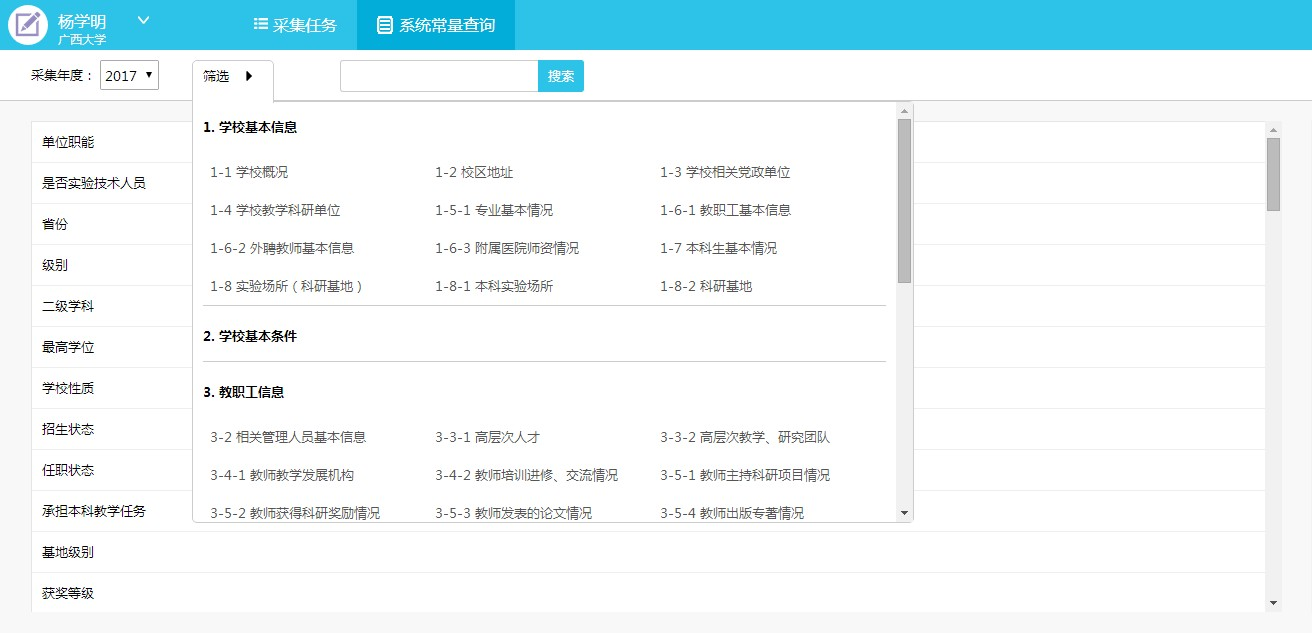 杨学明
广西大学
采集任务
系统常量查询
采集年度： 2017
筛选
搜索
单位职能
是否实验技术人员
省份
级别
二级学科
最高学位
学校性质
招生状态
任职状态
承担本科教学任务
基地级别
获奖等级
1. 学校基本信息
1-1 学校概况 1-2 校区地址 1-3 学校相关党政单位
1-4 学校教学科研单位 1-5-1 专业基本情况 1-6-1 教职工基本信息
1-6-2 外聘教师基本信息 1-6-3 附属医院师资情况 1-7 本科生基本情况
1-8 实验场所（科研基地） 1-8-1 本科实验场所 1-8-2 科研基地
2. 学校基本条件
3. 教职工信息
3-2 相关管理人员基本信息 3-3-1 高层次人才 3-3-2 高层次教学、研究团队
3-4-1 教师教学发展机构 3-4-2 教师培训进修、交流情况 3-5-1 教师主持科研项目情况
3-5-2 教师获得科研奖励情况 3-5-3 教师发表的论文情况 3-5-4 教师出版专著情况